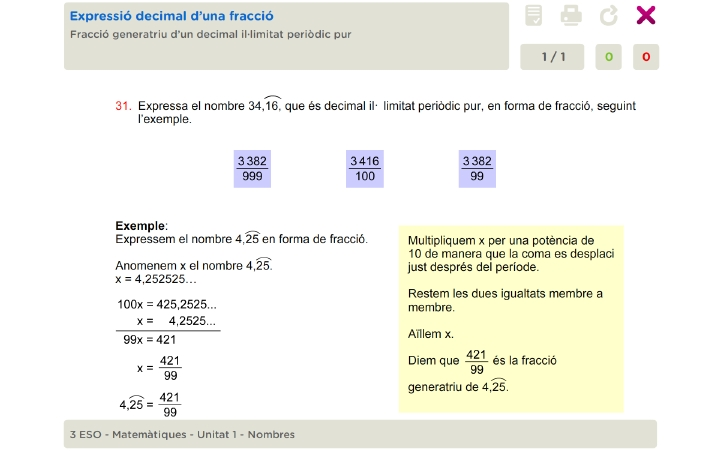 Expressió decimal d'una fracció
Fracció generatriu d'un decimal il·limitat periòdic pur
1 / 1 0 0
31. Expressa el nombre 34,16, que és decimal il· limitat periòdic pur, en forma de fracció, seguint
l'exemple.
3 382/999 3 416/100 3 382/99
Exemple:
Expressem el nombre 4,25 en forma de fracció.
Anomenem x el nombre 4,25.
x = 4,252525...
100x = 425,2525...
x = 4,2525...
99x = 421
x = 421/99
4,25 = 421/99
Multipliquem x per una potència de
10 de manera que la coma es desplaci
just després del període.
Restem les dues igualtats membre a
membre.
Aïllem x.
Diem que 421/99 és la fracció
generatriu de 4,25.
3 ESO - Matemàtiques - Unitat 1 - Nombres